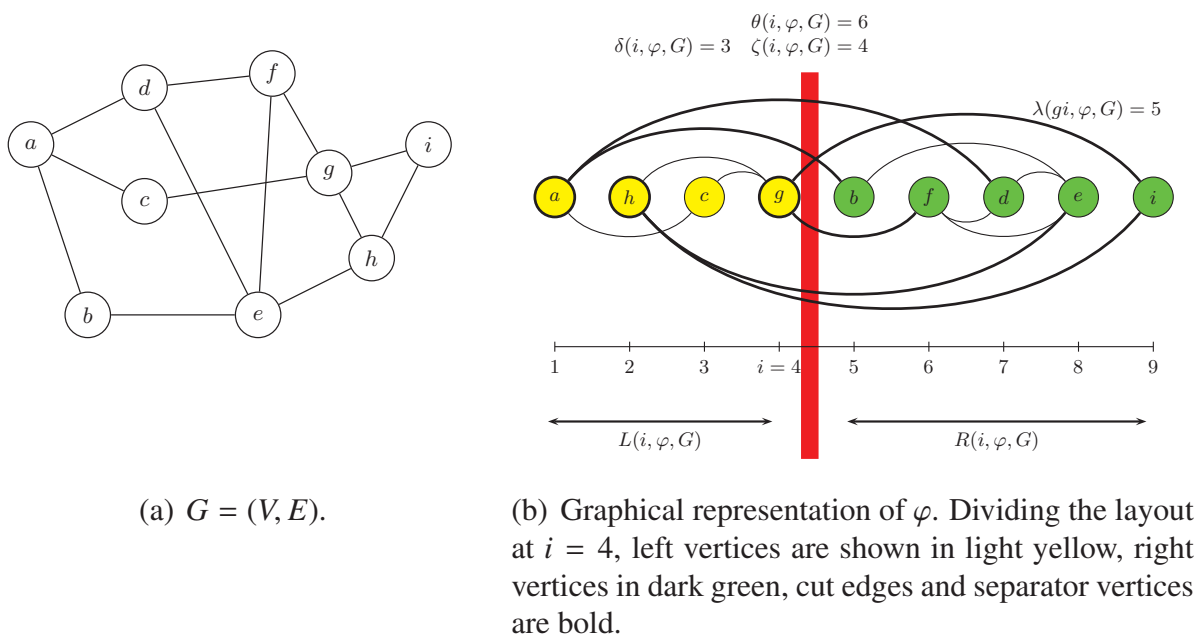 a
d
f
c
g
i
h
b
e
θ(i, φ, G) = 6
δ(i, φ, G) = 3 ζ(i, φ, G) = 4
λ(gi, φ, G) = 5
a h c g b f d e i
1 2 3 i = 4 5 6 7 8 9
L(i, φ, G) R(i, φ, G)
(a) G = (V, E).
(b) Graphical representation of φ. Dividing the layout
at i = 4, left vertices are shown in light yellow, right
vertices in dark green, cut edges and separator vertices
are bold.